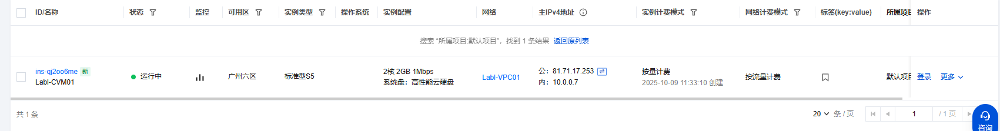 ID/名称 状态 监控 可用区 实例类型 操作系统 实例配置 网络 主IPv4地址 实例计费模式 网络计费模式 标签(key:value) 所属项目 操作
搜索 “所属项目:默认项目”，找到 1 条结果 返回原列表
ins-qj2oo6me 新
Labl-CVM01
运行中
广州六区
标准型S5
2核 2GB 1Mbps
系统盘：高性能云硬盘
Labl-VPC01
公：81.71.17.253
内：10.0.0.7
按量计费
2025-10-09 11:33:10 创建
按流量计费
默认项目
登录 更多
共 1 条
20 条 / 页 1 / 1 页
咨询